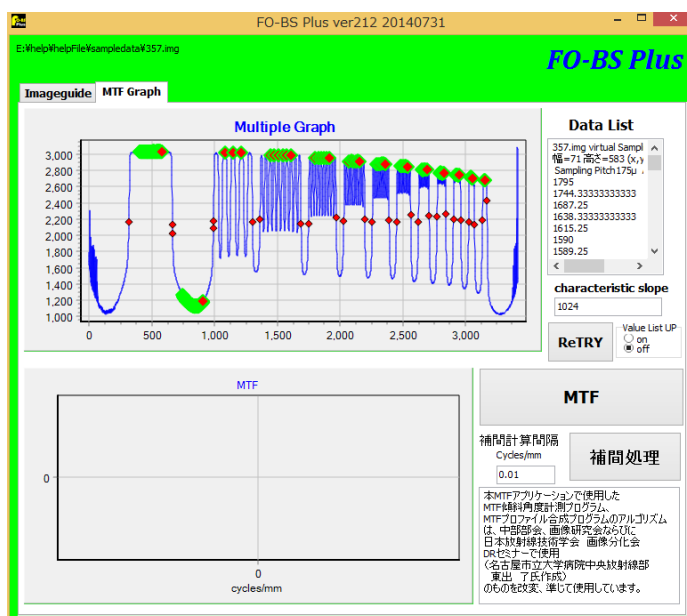 FO-BS Plus ver212 20140731
E:¥help¥helpFile¥sampledata¥357.img
FO-BS Plus
Imageguide MTF Graph
Multiple Graph
3,000
2,800
2,600
2,400
2,200
2,000
1,800
1,600
1,400
1,200
1,000
0 500 1,000 1,500 2,000 2,500 3,000
Data List
357.img virtual Sampl
幅=71 高さ=583 (x,y
Sampling Pitch175μ
1795
1744.33333333333
1687.25
1638.33333333333
1615.25
1590
1589.25
characteristic slope
1024
ReTRY
Value List UP
on
off
MTF
0
0
cycles/mm
MTF
補間計算間隔
Cycles/mm
0.01
補間処理
本MTFアプリケーションで使用した
MTF傾斜角度計測プログラム、
MTFプロファイル合成プログラムのアルゴリズム
は、中部部会、画像研究会ならびに
日本放射線技術学会 画像分化会
DRセミナーで使用
（名古屋市立大学病院中央放射線部
東出 了氏作成）
のものを改変、準じて使用しています。